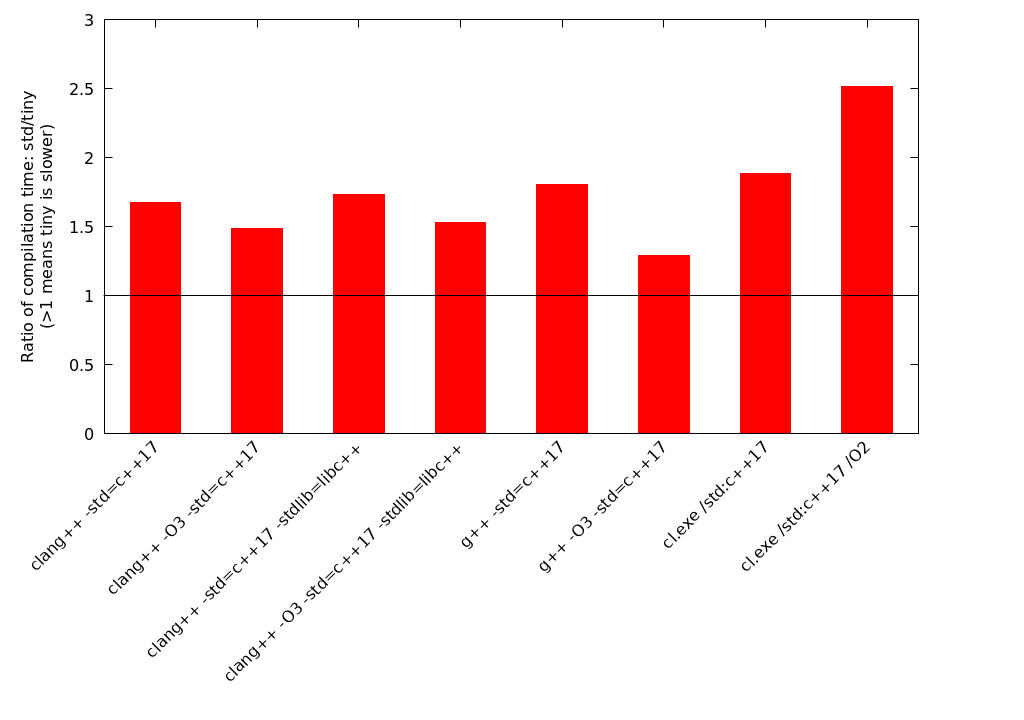 3
2.5
2
1.5
1
0.5
0
Ratio of compilation time: std/tiny
(>1 means tiny is slower)
clang++ -std=c++17
clang++ -O3 -std=c++17
clang++ -std=c++17 -stdlib=libc++
clang++ -O3 -std=c++17 -stdlib=libc++
g++ -std=c++17
g++ -O3 -std=c++17
cl.exe /std:c++17
cl.exe /std:c++17 /O2